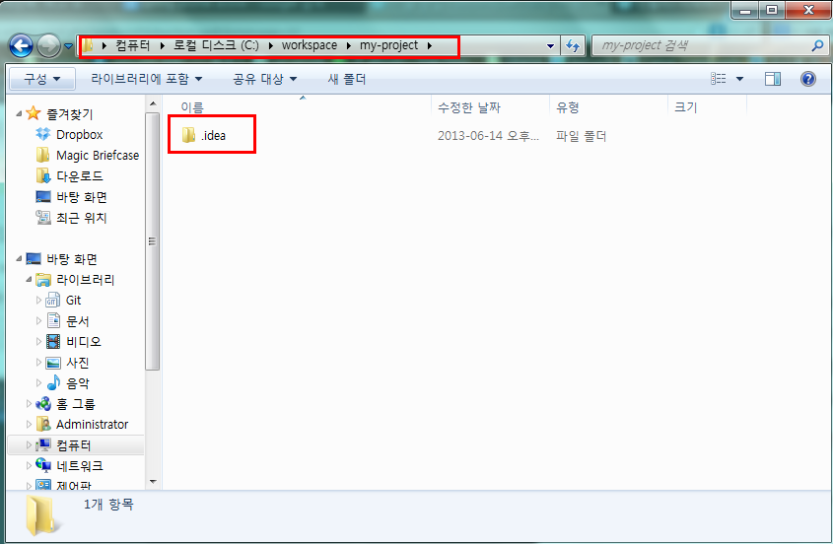 컴퓨터 로컬 디스크 (C:) workspace my-project
my-project 검색
구성 라이브러리에 포함 공유 대상 새 폴더
이름 수정한 날짜 유형 크기
.idea 2013-06-14 오후... 파일 폴더
즐겨찾기
Dropbox
Magic Briefcase
다운로드
바탕 화면
최근 위치
바탕 화면
라이브러리
Git
문서
비디오
사진
음악
홈 그룹
Administrator
컴퓨터
네트워크
제어판
1개 항목